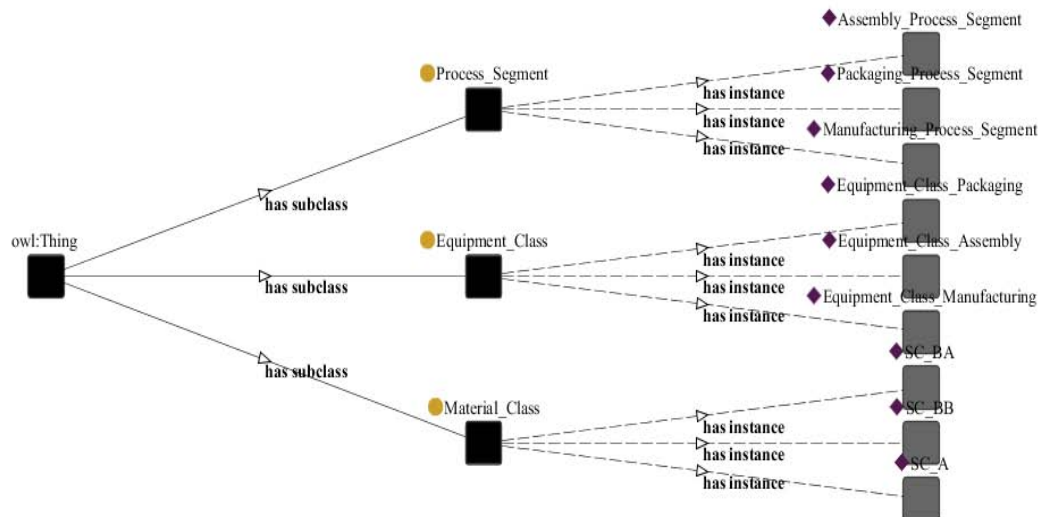 Assembly_Process_Segment
Process_Segment
Packaging_Process_Segment
has instance
has instance
Manufacturing_Process_Segment
has instance
Equipment_Class_Packaging
has subclass
owl:Thing
Equipment_Class
Equipment_Class_Assembly
has instance
has subclass
has instance
Equipment_Class_Manufacturing
has instance
SC_BA
has subclass
Material_Class
SC_BB
has instance
has instance
SC_A
has instance